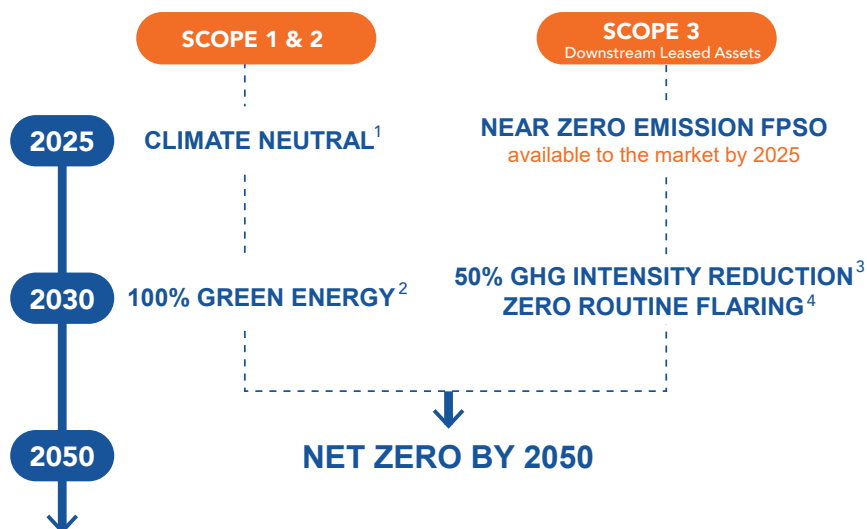 SCOPE 1 & 2
SCOPE 3
Downstream Leased Assets
2025
CLIMATE NEUTRAL1
NEAR ZERO EMISSION FPSO
available to the market by 2025
2030
100% GREEN ENERGY2
50% GHG INTENSITY REDUCTION3
ZERO ROUTINE FLARING4
2050
NET ZERO BY 2050